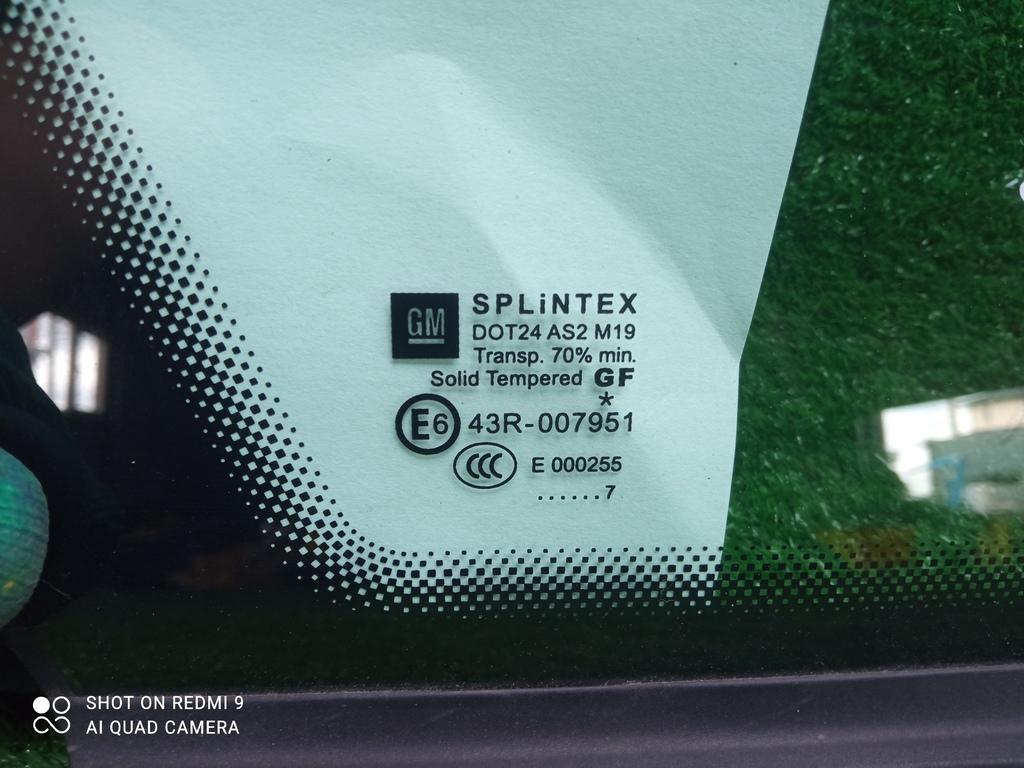 GM
SPLiNTEX
DOT24 AS2 M19
Transp. 70% min.
Solid Tempered GF
*
E6 43R-007951
CCC E 000255
......7
SHOT ON REDMI 9
AI QUAD CAMERA